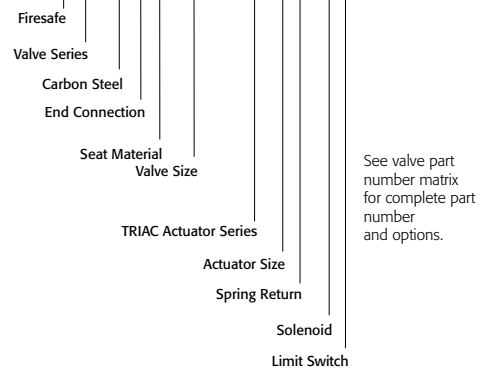 Firesafe
Valve Series
Carbon Steel
End Connection
Seat Material
Valve Size
See valve part
number matrix
for complete part
number
and options.
TRIAC Actuator Series
Actuator Size
Spring Return
Solenoid
Limit Switch